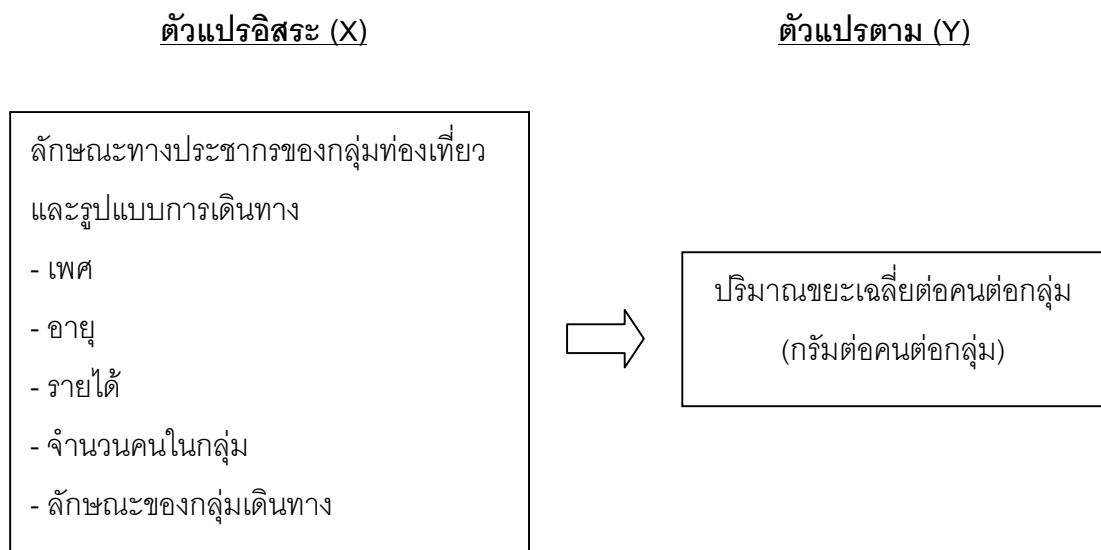 ตัวแปรอิสระ (X)
ตัวแปรตาม (Y)
ลักษณะทางประชากรของกลุ่มท่องเที่ยว
และรูปแบบการเดินทาง
- เพศ
- อายุ
- รายได้
- จำนวนคนในกลุ่ม
- ลักษณะของกลุ่มเดินทาง
ปริมาณขยะเฉลี่ยต่อคนต่อกลุ่ม
(กรัมต่อคนต่อกลุ่ม)